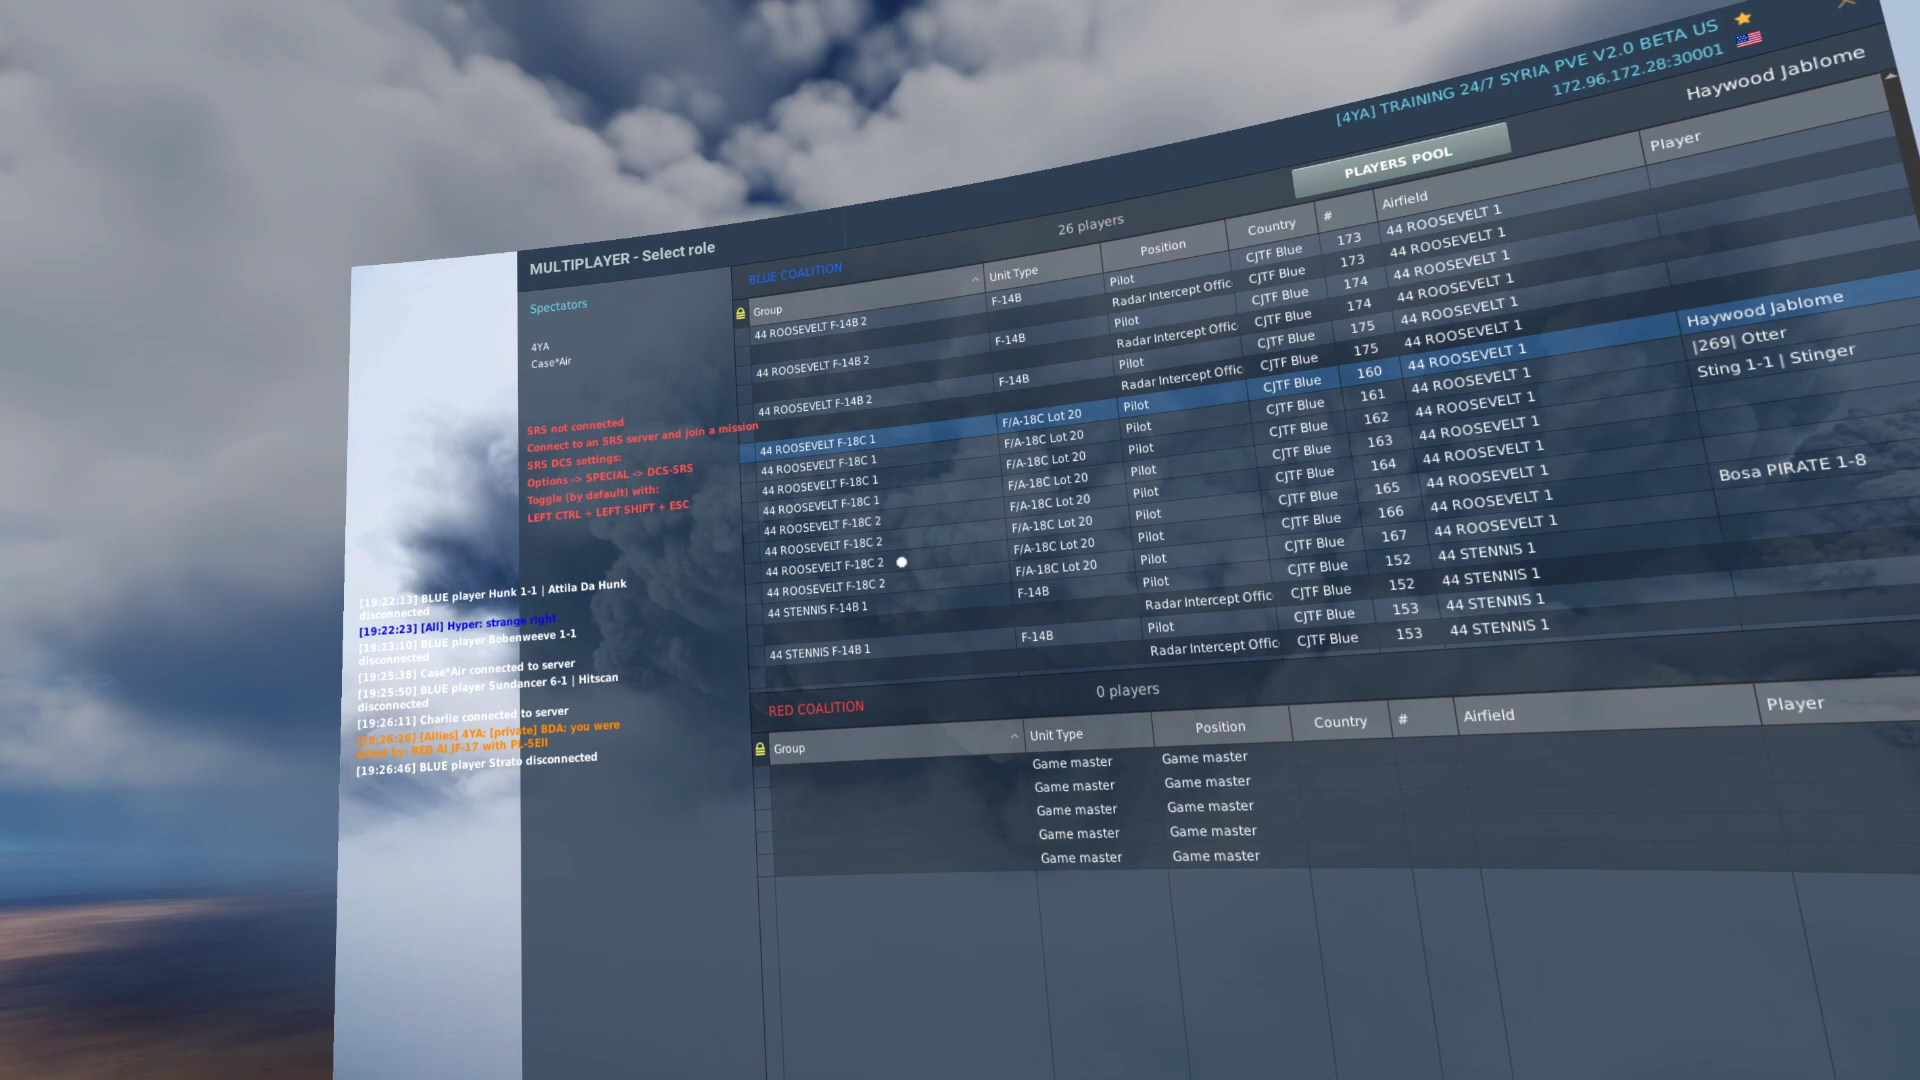 [4YA] TRAINING 24/7 SYRIA PVE V2.0 BETA US
172.96.172.28:30001
Haywood Jablome
MULTIPLAYER - Select role
PLAYERS POOL
Spectators
4YA
Case*Air
SRS not connected
Connect to an SRS server and join a mission
SRS DCS settings:
Options -> SPECIAL -> DCS-SRS
Toggle (by default) with:
LEFT CTRL + LEFT SHIFT + ESC
[19:22:13] BLUE player Hunk 1-1 | Attila Da Hunk
disconnected
[19:22:23] [All] Hyper: strange right
[19:23:10] BLUE player Bobenweeve 1-1
disconnected
[19:25:38] Case*Air connected to server
[19:25:50] BLUE player Sundancer 6-1 | Hitscan
disconnected
[19:26:11] Charlie connected to server
[19:26:28] [Allies] 4YA: [private] BDA: you were
killed by: RED AI JF-17 with PL-5EII
[19:26:46] BLUE player Strato disconnected
BLUE COALITION 26 players
Group Unit Type Position Country # Airfield Player
44 ROOSEVELT F-14B 2 F-14B Pilot CJTF Blue 173 44 ROOSEVELT 1
Radar Intercept Offic CJTF Blue 173 44 ROOSEVELT 1
44 ROOSEVELT F-14B 2 F-14B Pilot CJTF Blue 174 44 ROOSEVELT 1
Radar Intercept Offic CJTF Blue 174 44 ROOSEVELT 1
44 ROOSEVELT F-14B 2 F-14B Pilot CJTF Blue 175 44 ROOSEVELT 1
Radar Intercept Offic CJTF Blue 175 44 ROOSEVELT 1
44 ROOSEVELT F-18C 1 F/A-18C Lot 20 Pilot CJTF Blue 160 44 ROOSEVELT 1 Haywood Jablome
44 ROOSEVELT F-18C 1 F/A-18C Lot 20 Pilot CJTF Blue 161 44 ROOSEVELT 1 |269| Otter
44 ROOSEVELT F-18C 1 F/A-18C Lot 20 Pilot CJTF Blue 162 44 ROOSEVELT 1 Sting 1-1 | Stinger
44 ROOSEVELT F-18C 1 F/A-18C Lot 20 Pilot CJTF Blue 163 44 ROOSEVELT 1
44 ROOSEVELT F-18C 2 F/A-18C Lot 20 Pilot CJTF Blue 164 44 ROOSEVELT 1
44 ROOSEVELT F-18C 2 F/A-18C Lot 20 Pilot CJTF Blue 165 44 ROOSEVELT 1
44 ROOSEVELT F-18C 2 F/A-18C Lot 20 Pilot CJTF Blue 166 44 ROOSEVELT 1
44 ROOSEVELT F-18C 2 F/A-18C Lot 20 Pilot CJTF Blue 167 44 ROOSEVELT 1 Bosa PIRATE 1-8
44 STENNIS F-14B 1 F-14B Pilot CJTF Blue 152 44 STENNIS 1
Radar Intercept Offic CJTF Blue 152 44 STENNIS 1
44 STENNIS F-14B 1 F-14B Pilot CJTF Blue 153 44 STENNIS 1
Radar Intercept Offic CJTF Blue 153 44 STENNIS 1
RED COALITION 0 players
Group Unit Type Position Country # Airfield Player
Game master Game master
Game master Game master
Game master Game master
Game master Game master
Game master Game master